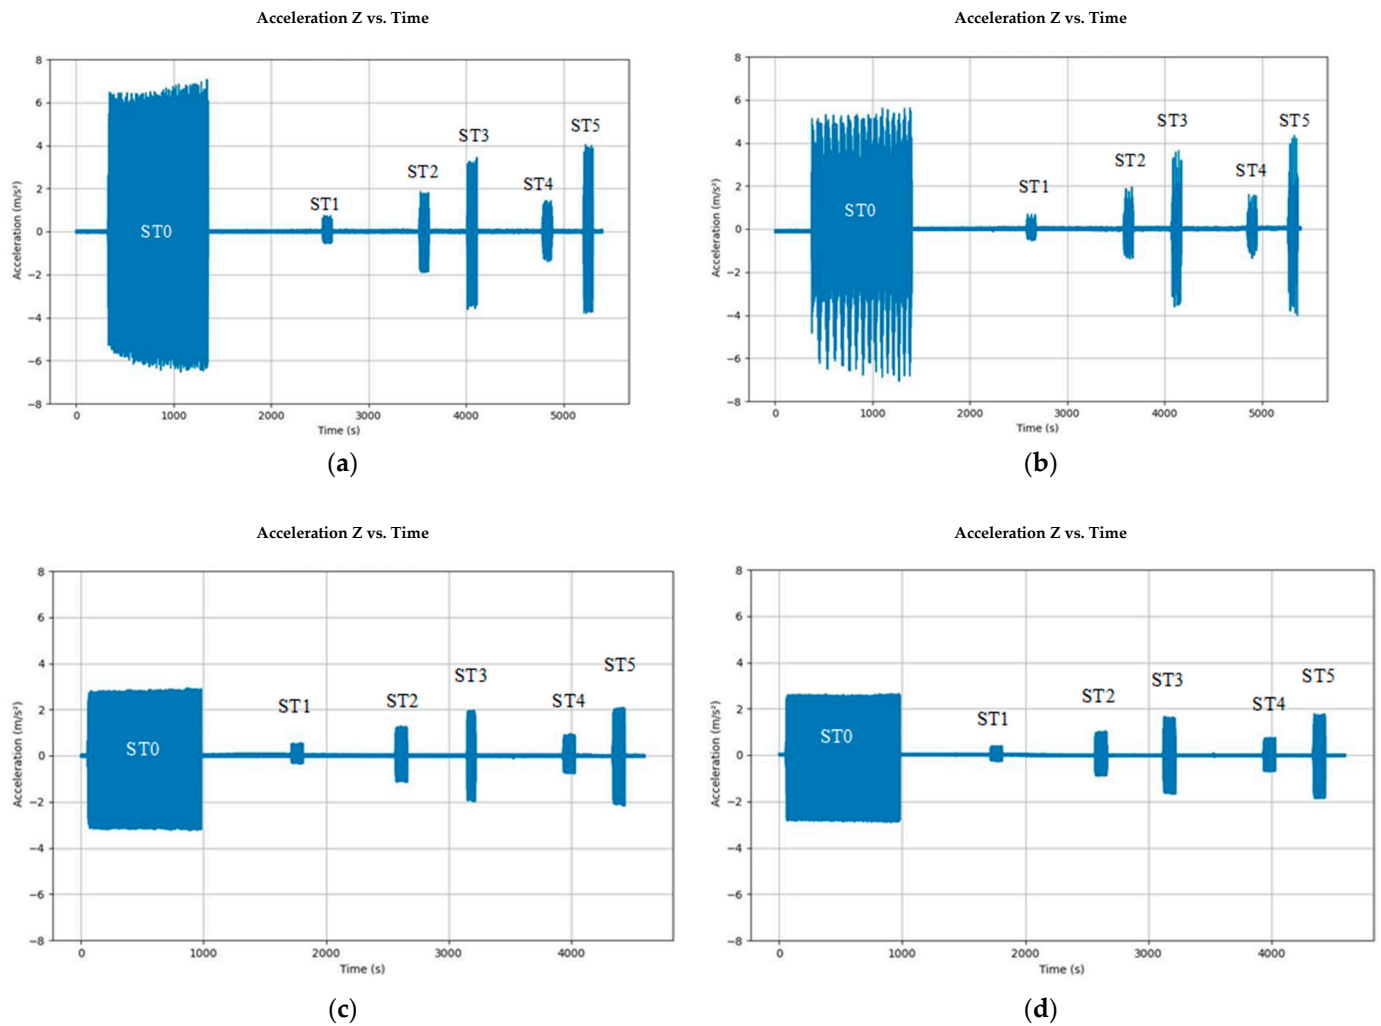 Acceleration Z vs. Time
8
6
4
2
0
−2
−4
−6
−8
Acceleration (m/s²)
ST0
ST1
ST2
ST3
ST4
ST5
0 1000 2000 3000 4000 5000
Time (s)
(a)
Acceleration Z vs. Time
8
6
4
2
0
−2
−4
−6
−8
Acceleration (m/s²)
ST0
ST1
ST2
ST3
ST4
ST5
0 1000 2000 3000 4000 5000
Time (s)
(b)
Acceleration Z vs. Time
8
6
4
2
0
−2
−4
−6
−8
Acceleration (m/s²)
ST0
ST1
ST2
ST3
ST4
ST5
0 1000 2000 3000 4000
Time (s)
(c)
Acceleration Z vs. Time
8
6
4
2
0
−2
−4
−6
−8
Acceleration (m/s²)
ST0
ST1
ST2
ST3
ST4
ST5
0 1000 2000 3000 4000
Time (s)
(d)